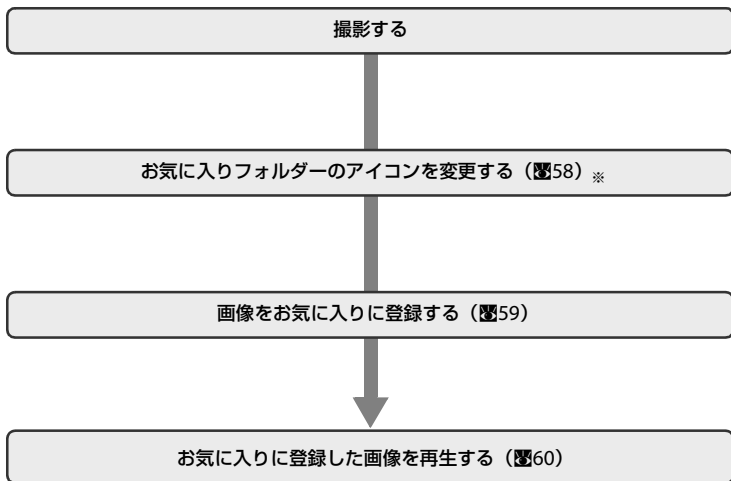 撮影する
お気に入りフォルダーのアイコンを変更する（58）※
画像をお気に入りに登録する（59）
お気に入りに登録した画像を再生する（60）